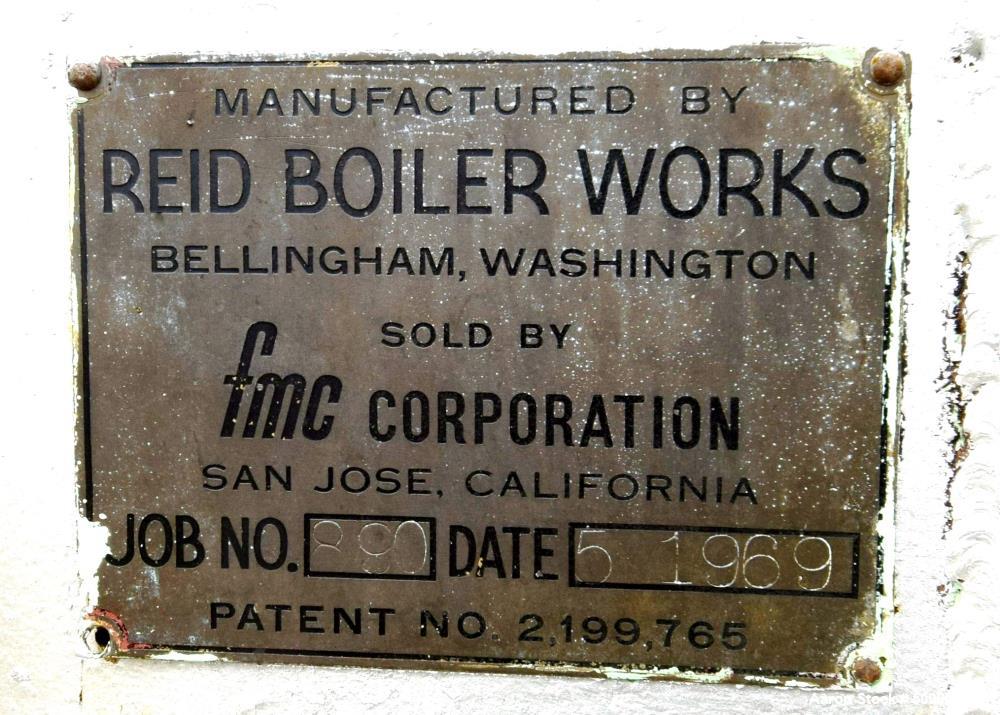 MANUFACTURED BY
REID BOILER WORKS
BELLINGHAM, WASHINGTON
SOLD BY
fmc CORPORATION
SAN JOSE, CALIFORNIA
JOB NO. 890 DATE 5 1969
PATENT NO. 2,199,765